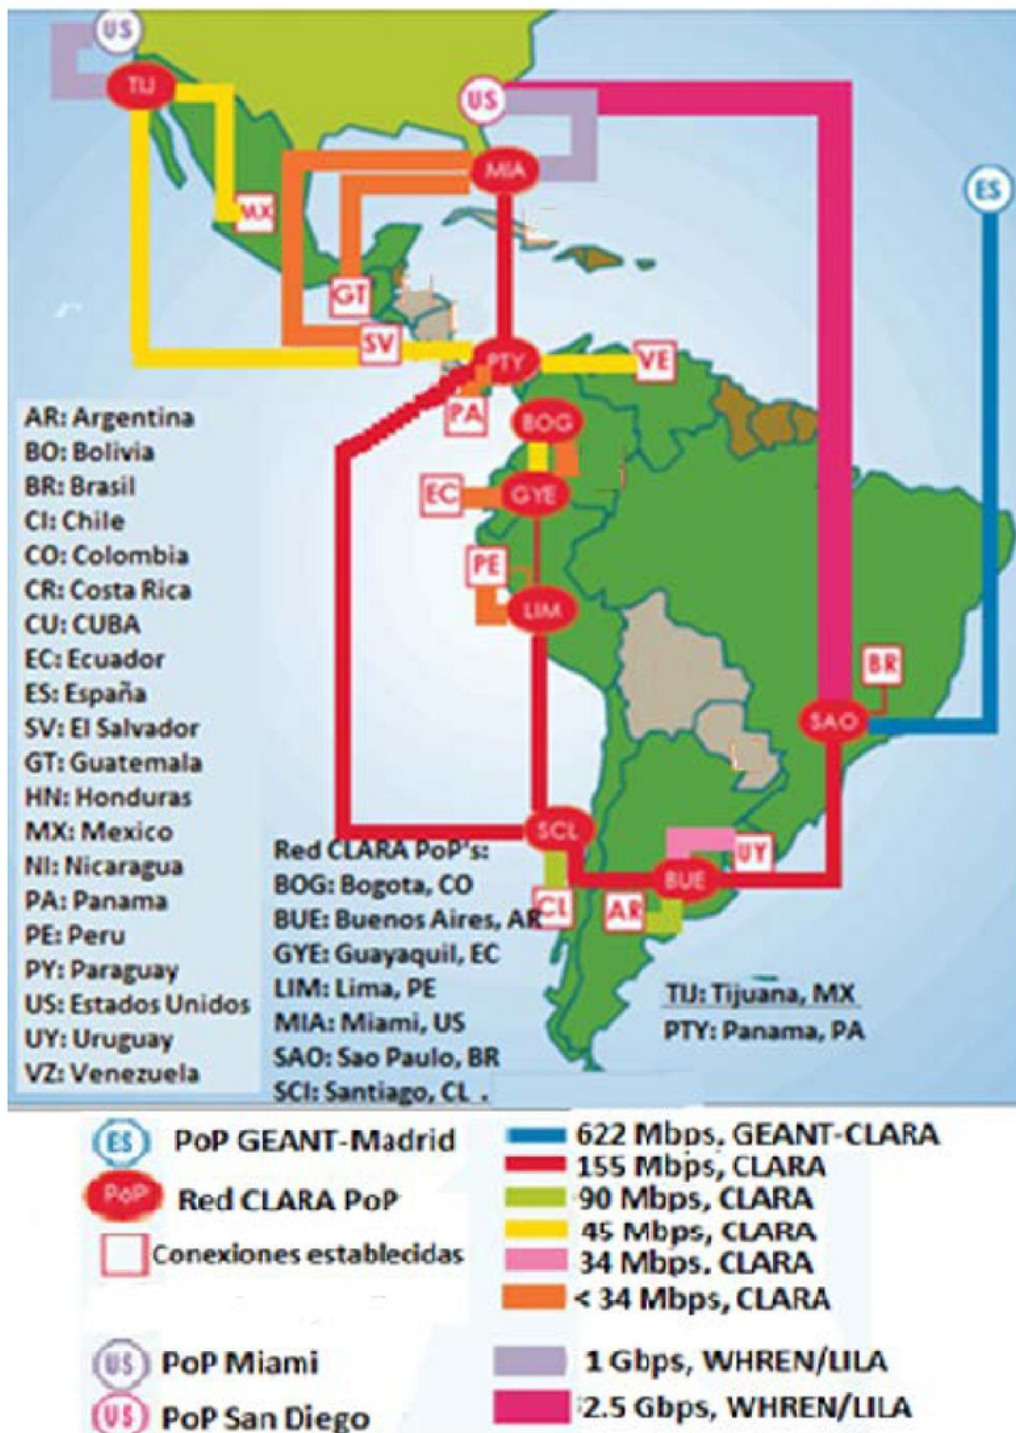 US
TIJ
US
MIA
ES
MX
GT
SV
PTY
VE
PA
BOG
EC
GYE
PE
LIM
BR
SAO
SCL
UY
BUE
CL
AR
AR: Argentina
BO: Bolivia
BR: Brasil
CI: Chile
CO: Colombia
CR: Costa Rica
CU: CUBA
EC: Ecuador
ES: España
SV: El Salvador
GT: Guatemala
HN: Honduras
MX: Mexico
NI: Nicaragua
PA: Panama
PE: Peru
PY: Paraguay
US: Estados Unidos
UY: Uruguay
VZ: Venezuela
Red CLARA PoP's:
BOG: Bogota, CO
BUE: Buenos Aires, AR
GYE: Guayaquil, EC
LIM: Lima, PE
MIA: Miami, US
SAO: Sao Paulo, BR
SCI: Santiago, CL .
TIJ: Tijuana, MX
PTY: Panama, PA
ES PoP GEANT-Madrid
PoP Red CLARA PoP
Conexiones establecidas
US PoP Miami
US PoP San Diego
622 Mbps, GEANT-CLARA
155 Mbps, CLARA
90 Mbps, CLARA
45 Mbps, CLARA
34 Mbps, CLARA
< 34 Mbps, CLARA
1 Gbps, WHREN/LILA
2.5 Gbps, WHREN/LILA